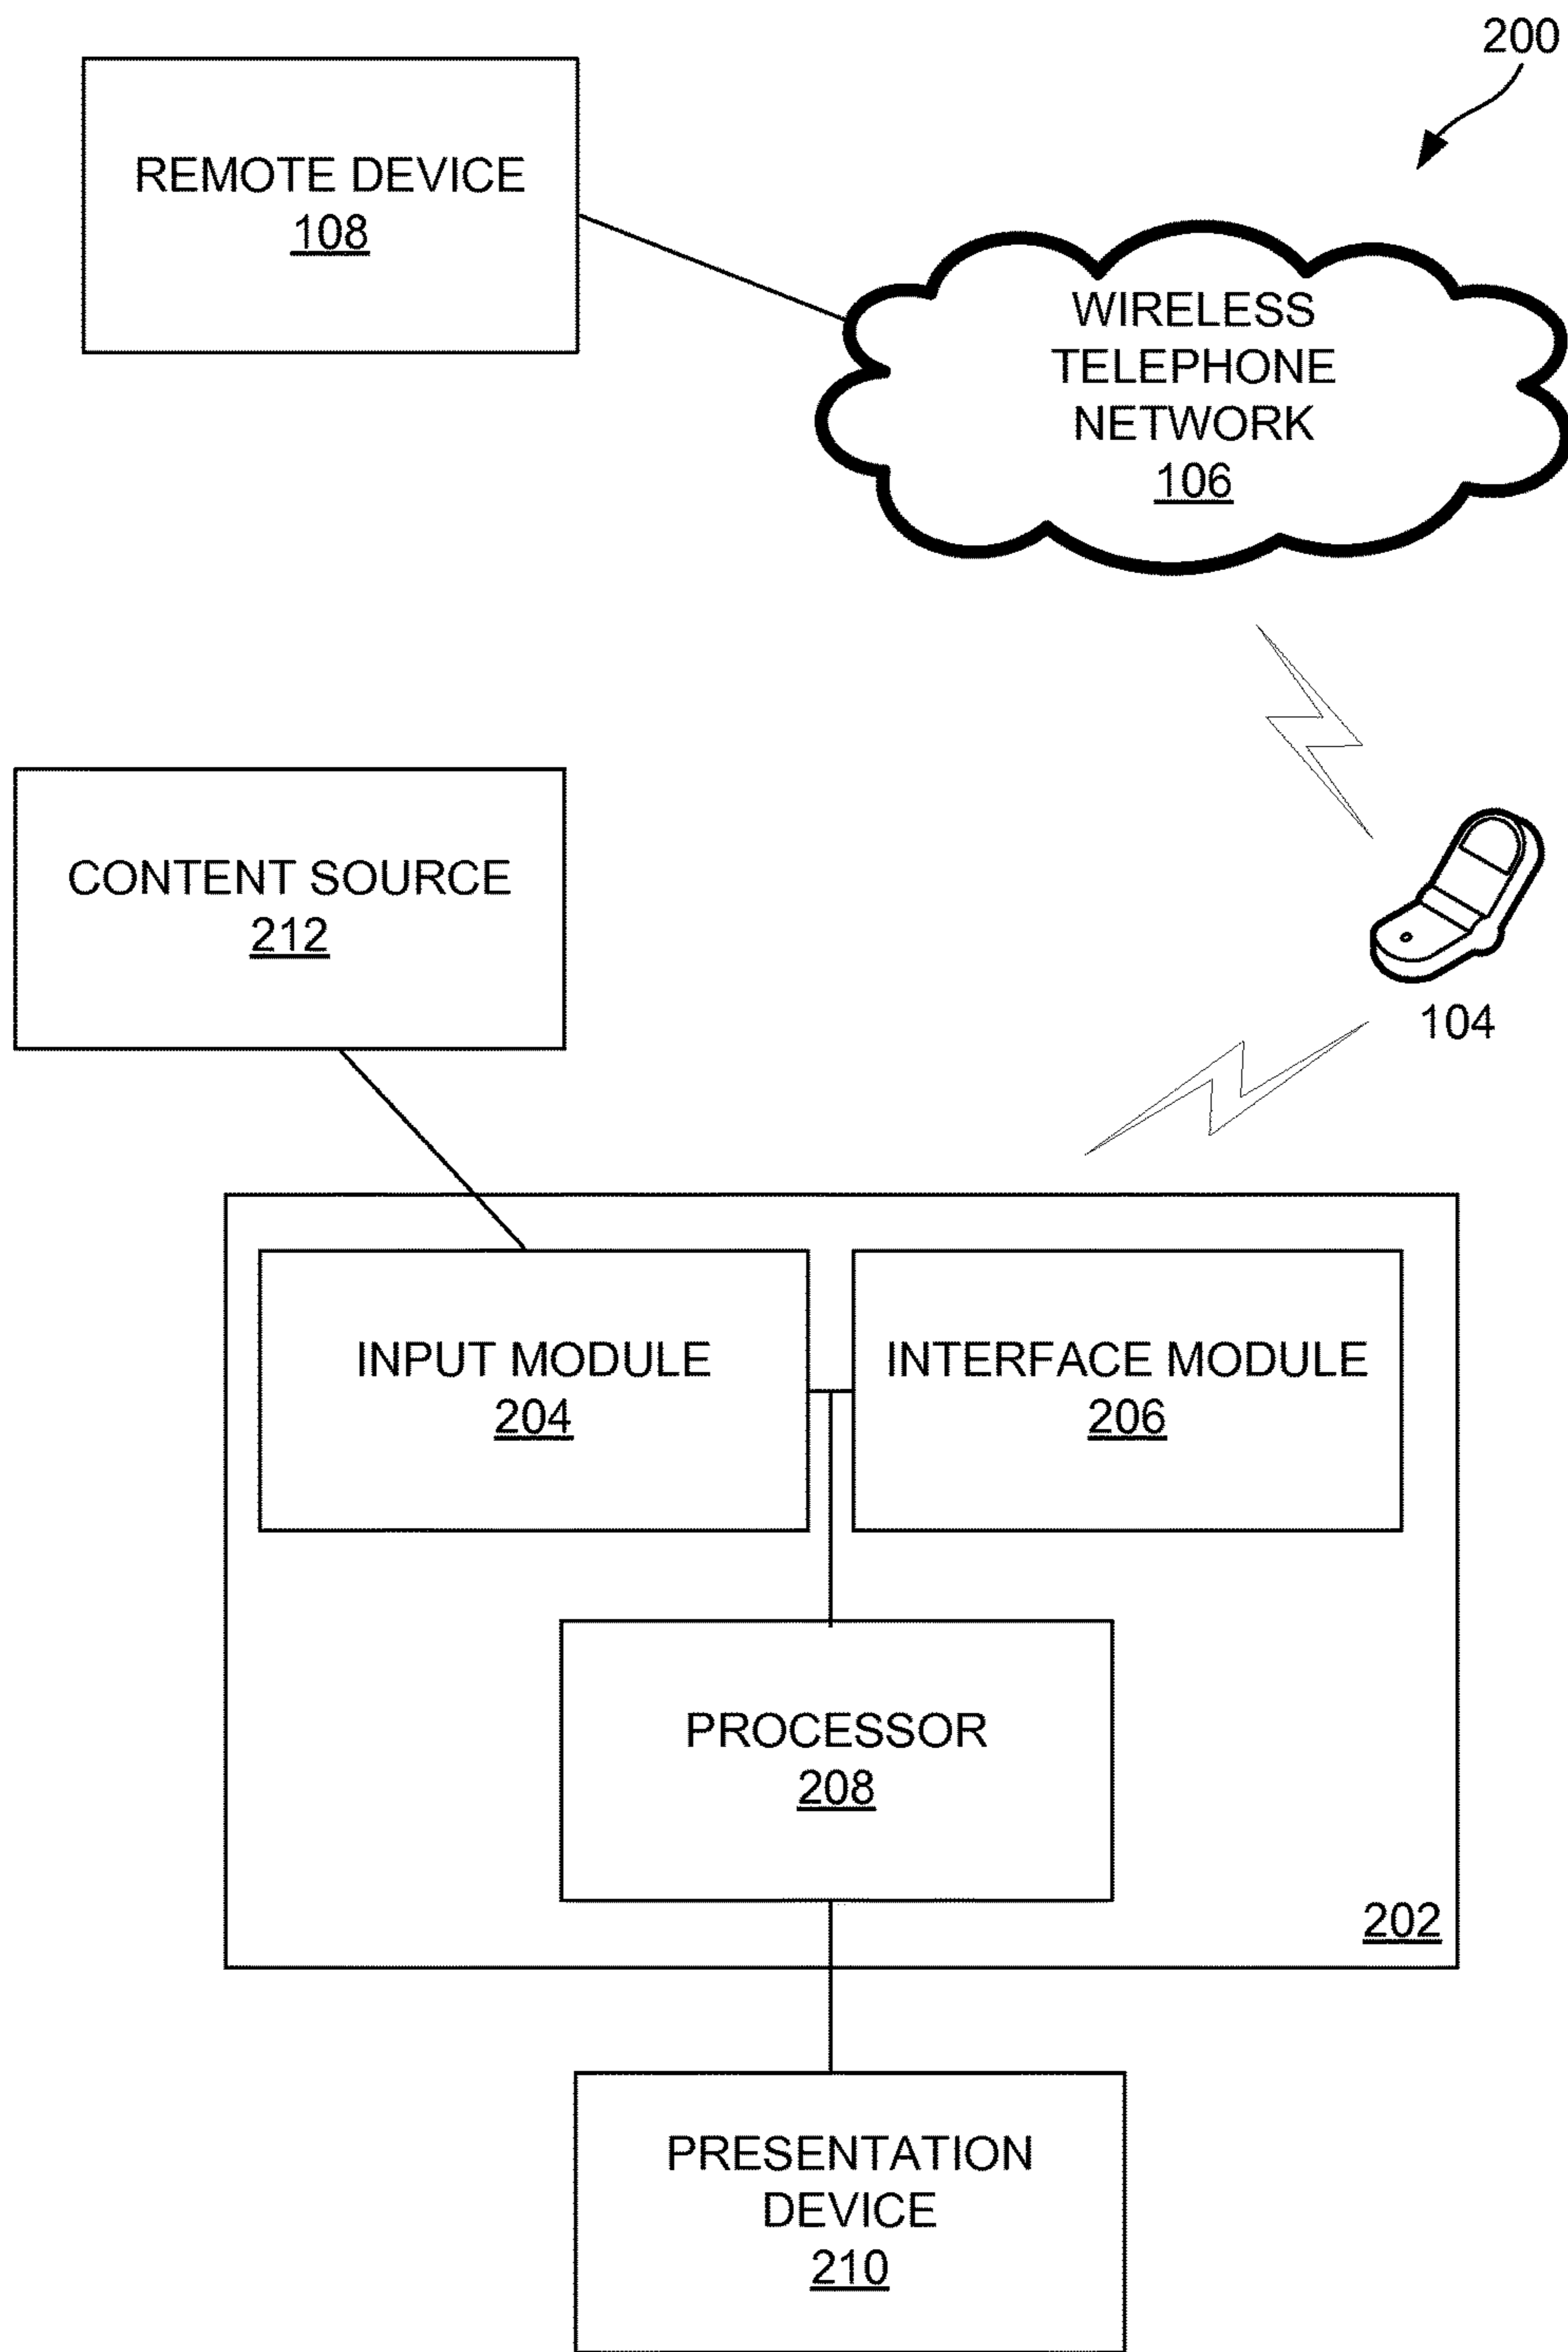 200
REMOTE DEVICE
108
WIRELESS
TELEPHONE
NETWORK
106
CONTENT SOURCE
212
104
INPUT MODULE
204
INTERFACE MODULE
206
PROCESSOR
208
202
PRESENTATION
DEVICE
210